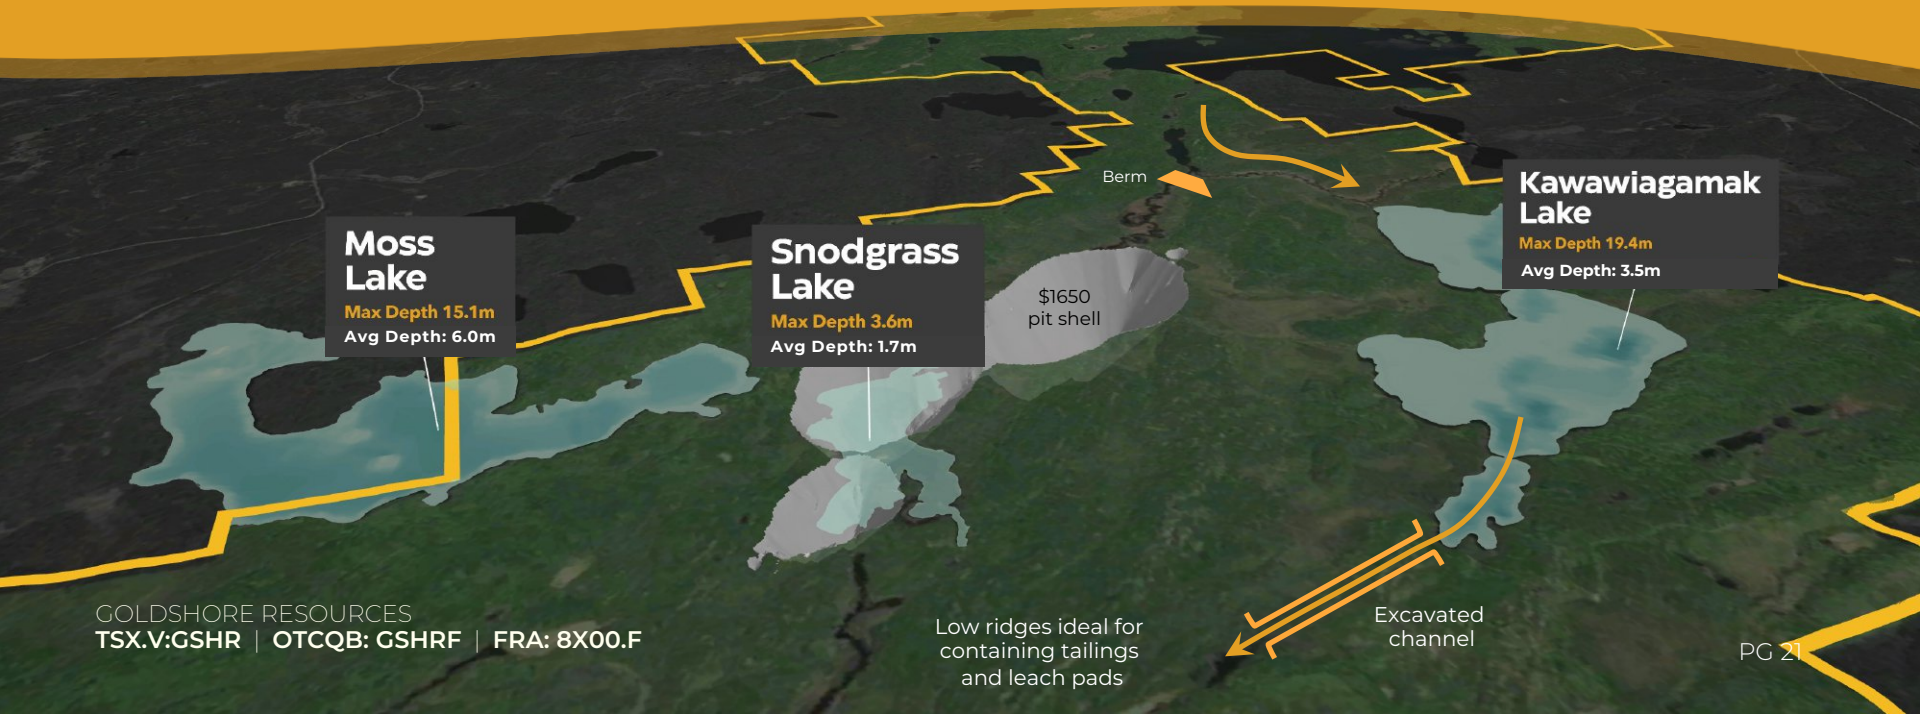 Berm
Kawawiagamak
Lake
Max Depth 19.4m
Avg Depth: 3.5m
Moss
Lake
Max Depth 15.1m
Avg Depth: 6.0m
Snodgrass
Lake
Max Depth 3.6m
Avg Depth: 1.7m
$1650
pit shell
GOLDSHORE RESOURCES
TSX.V:GSHR | OTCQB: GSHRF | FRA: 8X00.F
Low ridges ideal for
containing tailings
and leach pads
Excavated
channel
PG 21